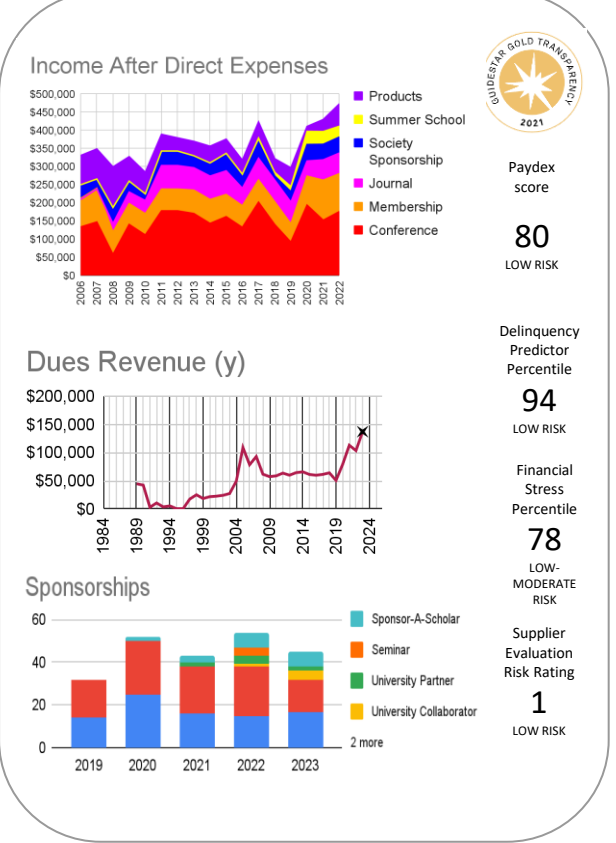 Income After Direct Expenses
$500,000
$450,000
$400,000
$350,000
$300,000
$250,000
$200,000
$150,000
$100,000
$50,000
$0
2006
2007
2008
2009
2010
2011
2012
2013
2014
2015
2016
2017
2018
2019
2020
2021
2022
Products
Summer School
Society
Sponsorship
Journal
Membership
Conference
Dues Revenue (y)
$200,000
$150,000
$100,000
$50,000
$0
1984
1989
1994
1999
2004
2009
2014
2019
2024
Sponsorships
60
40
20
0
2019
2020
2021
2022
2023
Sponsor-A-Scholar
Seminar
University Partner
University Collaborator
2 more
GUIDESTAR GOLD TRANSPARENCY
2021
Paydex
score
80
LOW RISK
Delinquency
Predictor
Percentile
94
LOW RISK
Financial
Stress
Percentile
78
LOW-
MODERATE
RISK
Supplier
Evaluation
Risk Rating
1
LOW RISK